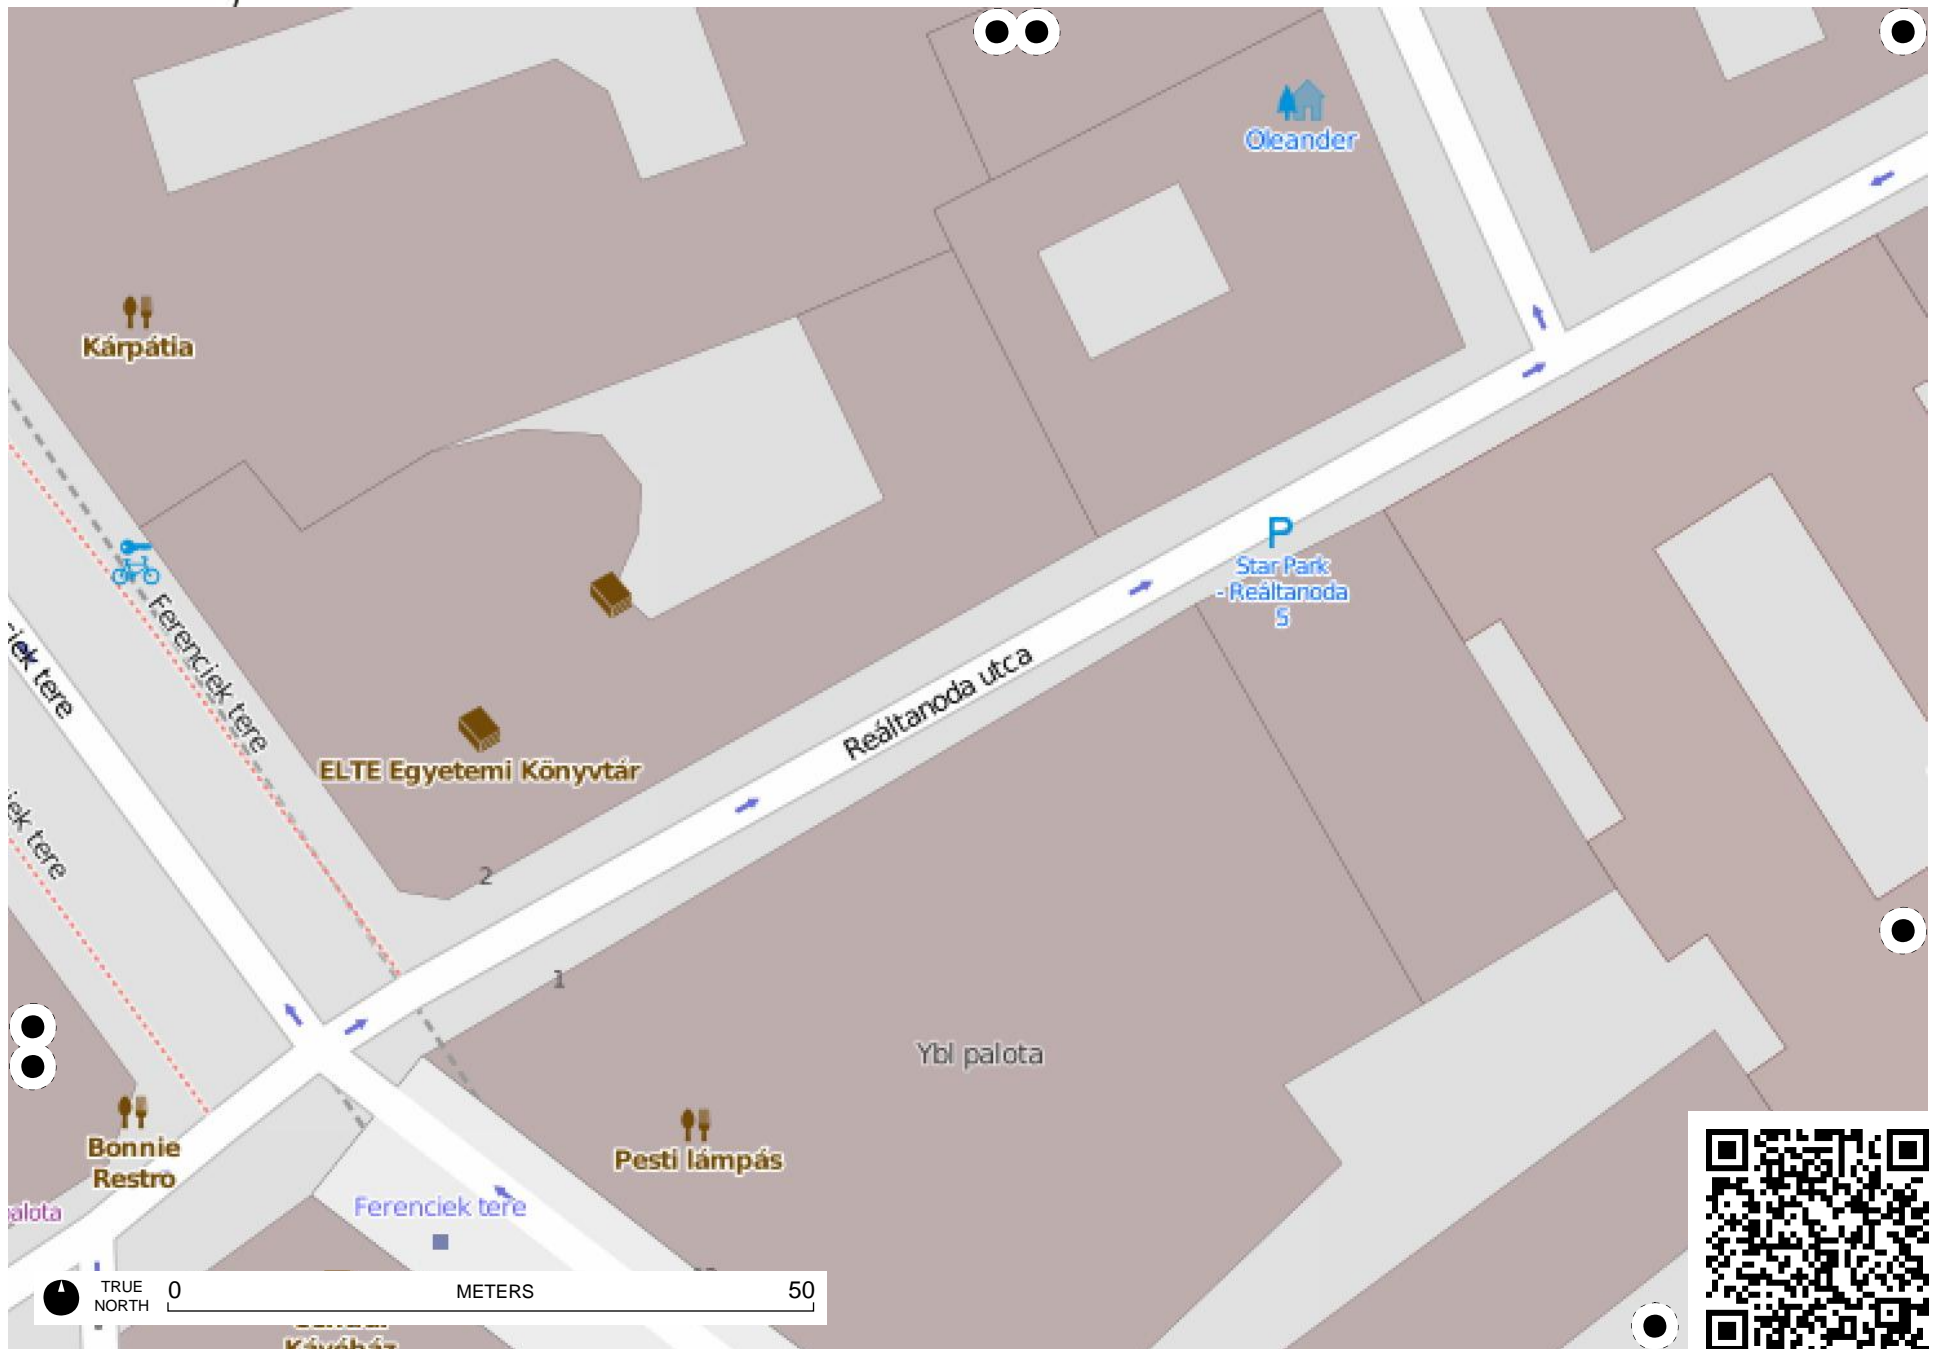 Oleander
Kárpátia
Ferenciek tere
Star Park
- Reáltanoda
5
Reáltanoda utca
ELTE Egyetemi Könyvtár
2
1
Ybl palota
Bonnie
Restro
Pesti lámpás
Ferenciek tere
TRUE
NORTH
0
METERS
50